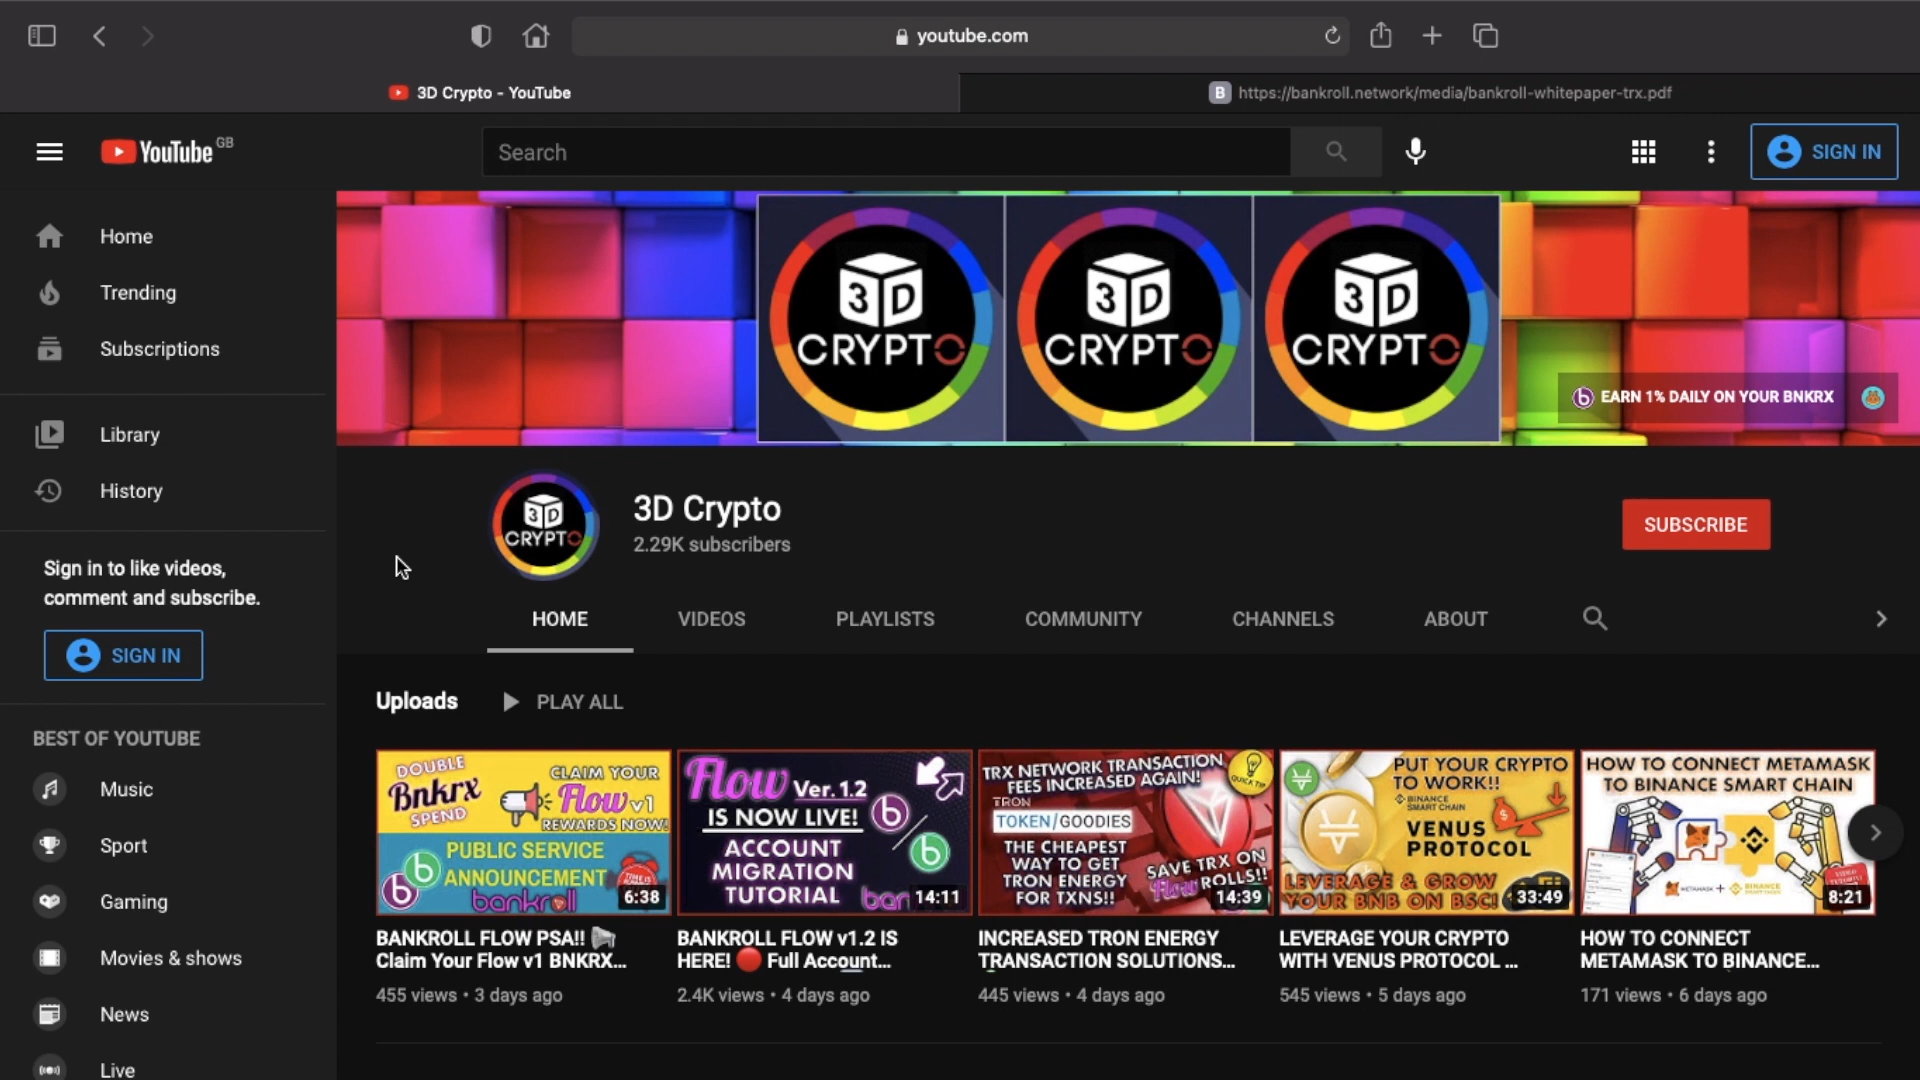 youtube.com
3D Crypto - YouTube
B https://bankroll.network/media/bankroll-whitepaper-trx.pdf
YouTube GB
Search
SIGN IN
Home
Trending
Subscriptions
Library
History
Sign in to like videos,
comment and subscribe.
SIGN IN
BEST OF YOUTUBE
Music
Sport
Gaming
Movies & shows
News
Live
3D CRYPTO
3D CRYPTO
3D CRYPTO
EARN 1% DAILY ON YOUR BNKRX
3D CRYPTO
3D Crypto
2.29K subscribers
SUBSCRIBE
HOME VIDEOS PLAYLISTS COMMUNITY CHANNELS ABOUT
Uploads
PLAY ALL
DOUBLE
Bnkrx
SPEND
CLAIM YOUR
Flow v1
REWARDS NOW!
PUBLIC SERVICE
ANNOUNCEMENT
bankroll
6:38
BANKROLL FLOW PSA!!
Claim Your Flow v1 BNKRX...
455 views • 3 days ago
Flow Ver. 1.2
IS NOW LIVE!
ACCOUNT
MIGRATION
TUTORIAL
14:11
BANKROLL FLOW v1.2 IS
HERE! Full Account...
2.4K views • 4 days ago
TRX NETWORK TRANSACTION
FEES INCREASED AGAIN!
QUICK TIP
TRON
TOKEN/GOODIES
THE CHEAPEST
WAY TO GET
TRON ENERGY
FOR TXNS!!
SAVE TRX ON
Flow ROLLS!!
14:39
INCREASED TRON ENERGY
TRANSACTION SOLUTIONS...
445 views • 4 days ago
PUT YOUR CRYPTO
TO WORK!!
BINANCE
SMART CHAIN
VENUS
PROTOCOL
LEVERAGE & GROW
YOUR BNB ON BSC!
33:49
LEVERAGE YOUR CRYPTO
WITH VENUS PROTOCOL ...
545 views • 5 days ago
HOW TO CONNECT METAMASK
TO BINANCE SMART CHAIN
METAMASK + BINANCE
8:21
HOW TO CONNECT
METAMASK TO BINANCE...
171 views • 6 days ago